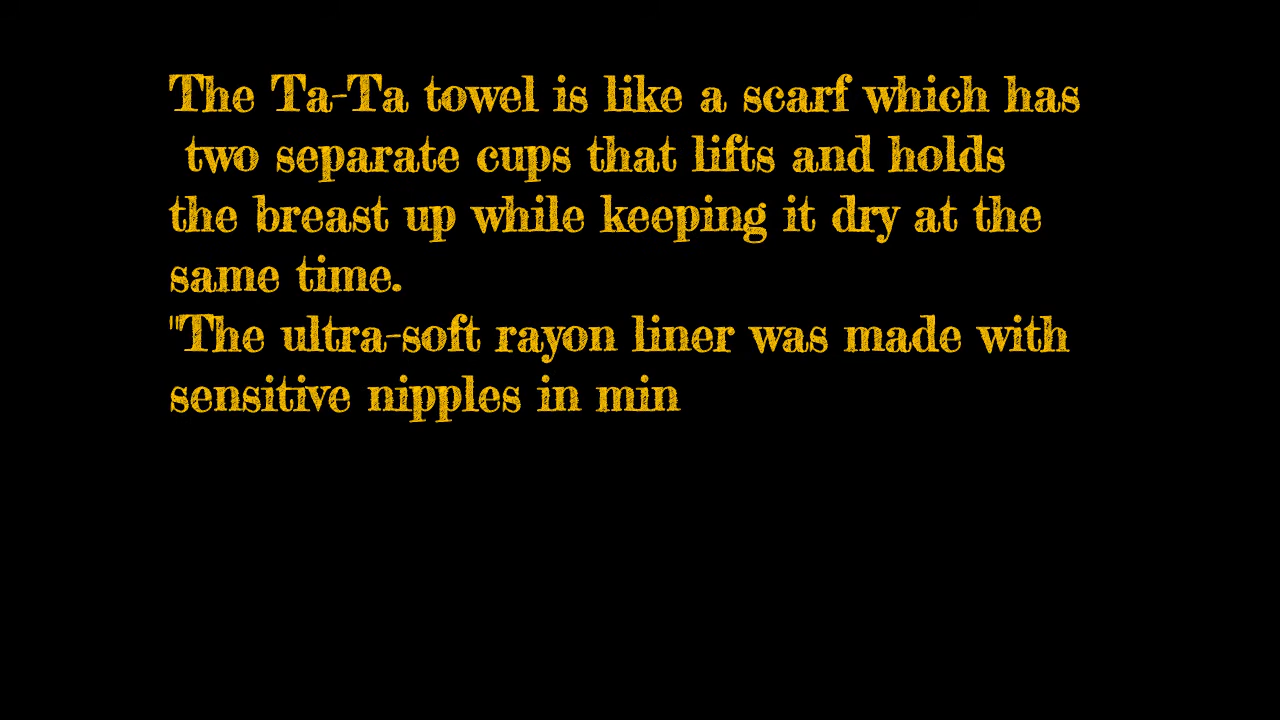 The Ta-Ta towel is like a scarf which has
two separate cups that lifts and holds
the breast up while keeping it dry at the
same time.
"The ultra-soft rayon liner was made with
sensitive nipples in min